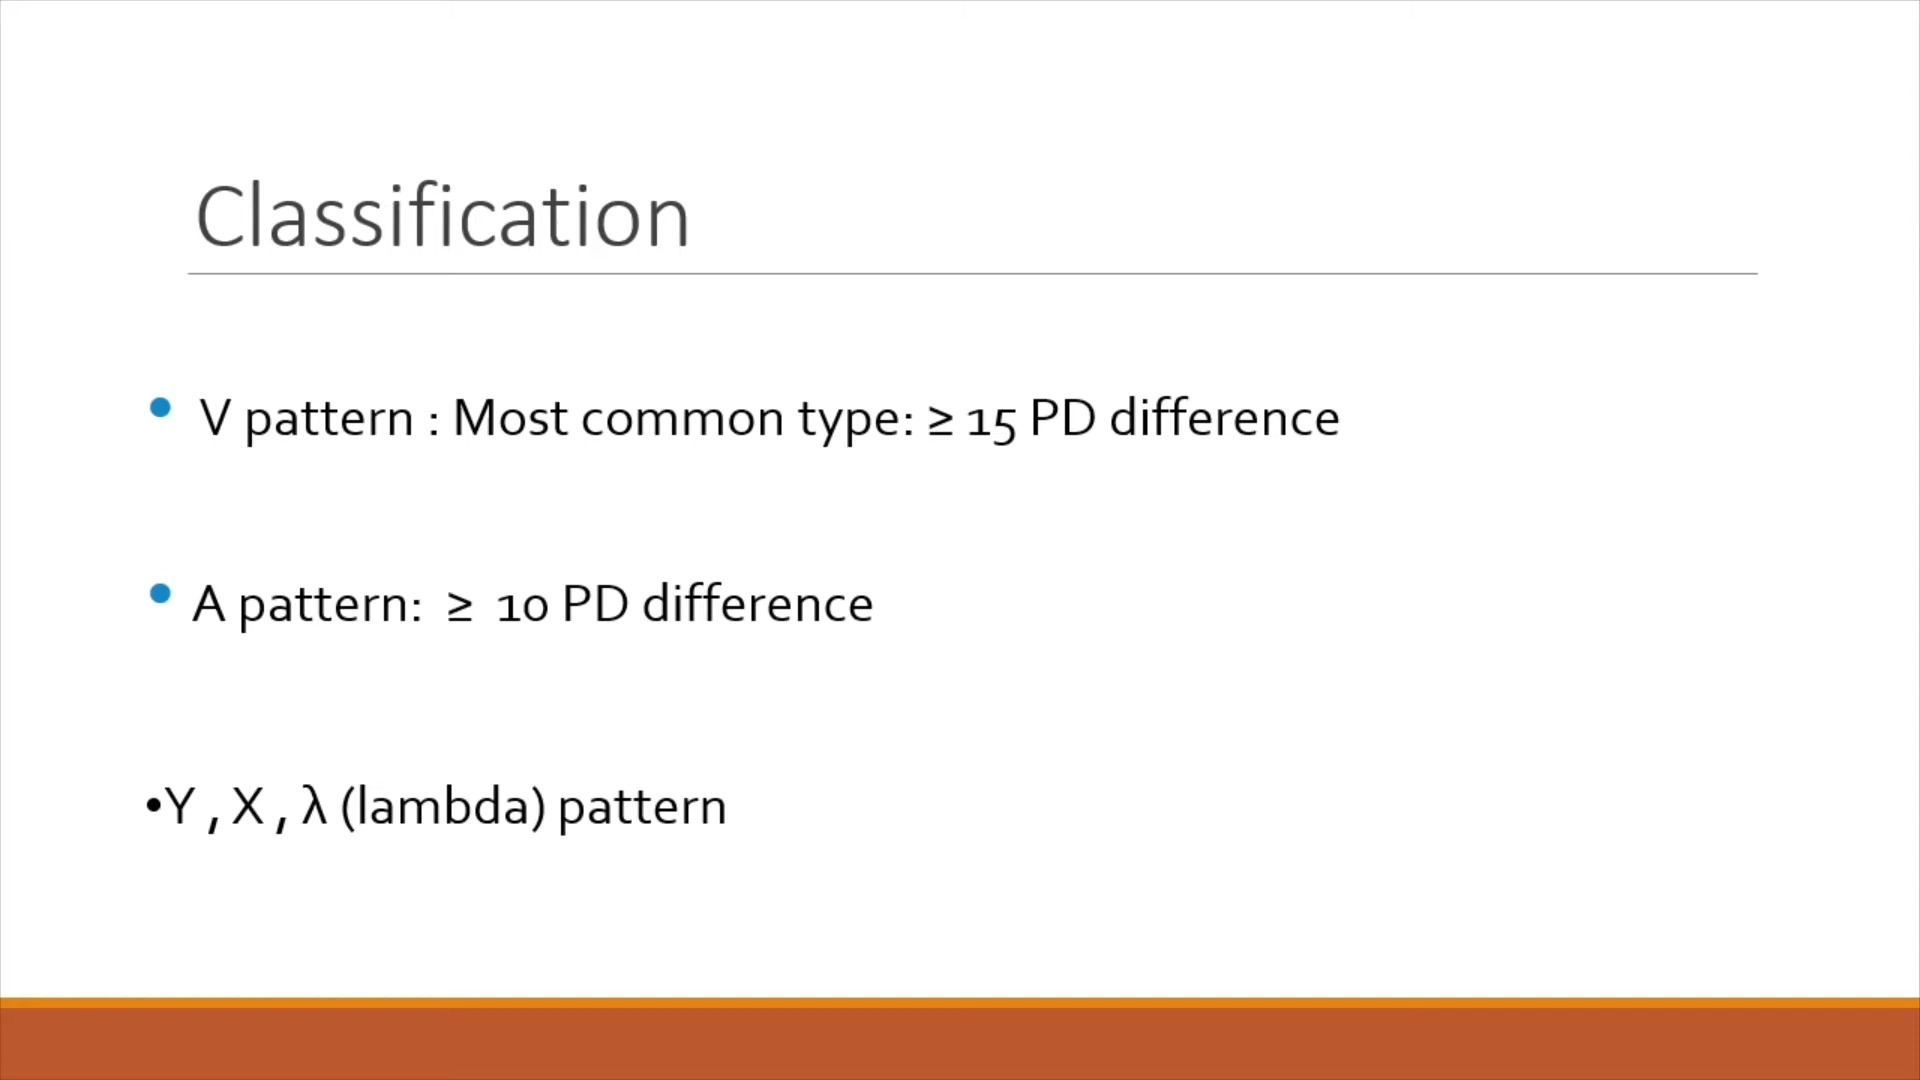 Classification
• V pattern : Most common type: ≥ 15 PD difference
• A pattern: ≥ 10 PD difference
•Y , X , λ (lambda) pattern